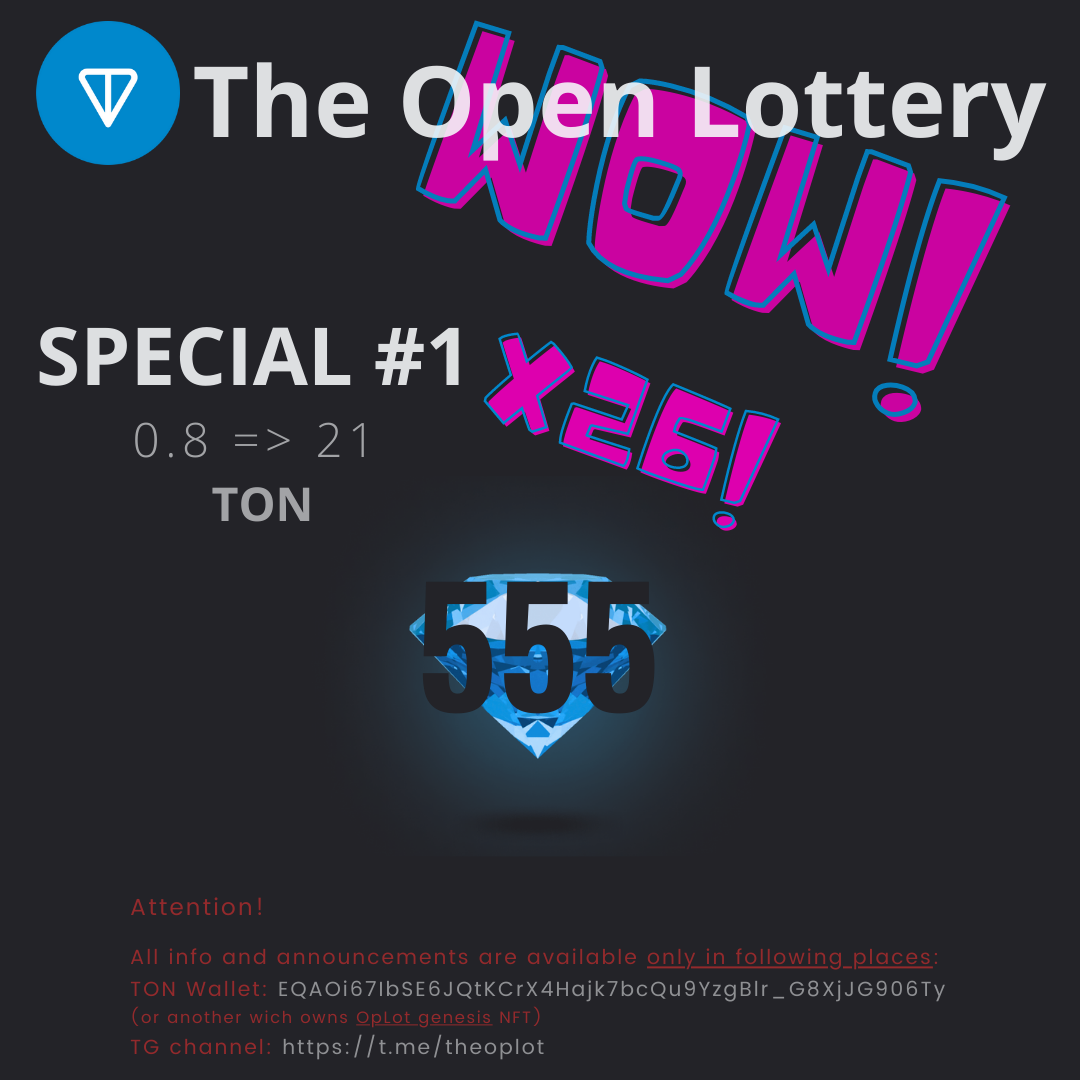 The Open Lottery
WOW!
SPECIAL #1
x26!
0.8 => 21
TON
555
Attention!
All info and announcements are available only in following places:
TON Wallet: EQAOi67IbSE6JQtKCrX4Hajk7bcQu9YzgBlr_G8XjJG906Ty
(or another wich owns OpLot genesis NFT)
TG channel: https://t.me/theoplot